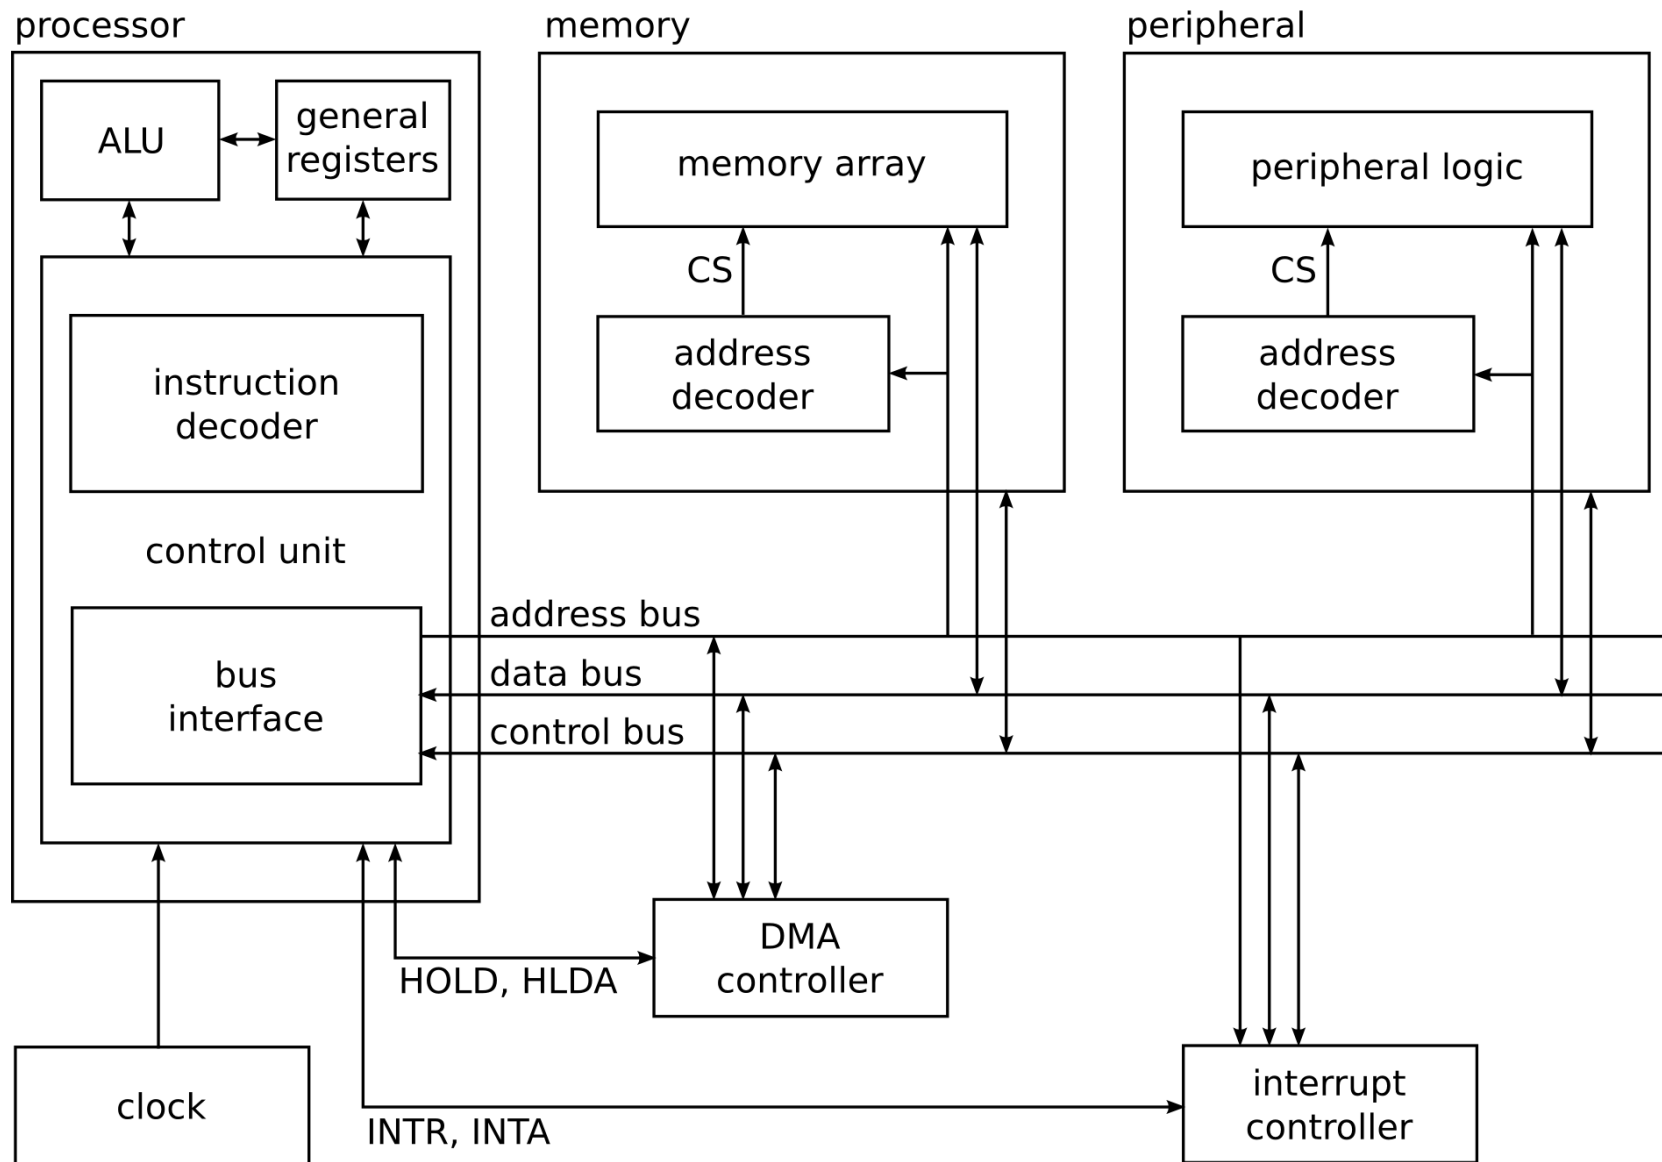 processor
memory
peripheral
ALU
general
registers
memory array
peripheral logic
CS
CS
instruction
decoder
address
decoder
address
decoder
control unit
address bus
bus
interface
data bus
control bus
DMA
controller
HOLD, HLDA
clock
INTR, INTA
interrupt
controller